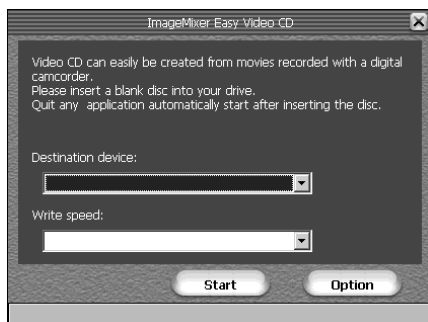 ImageMixer Easy Video CD
Video CD can easily be created from movies recorded with a digital
camcorder.
Please insert a blank disc into your drive.
Quit any application automatically start after inserting the disc.
Destination device:
Write speed:
Start
Option